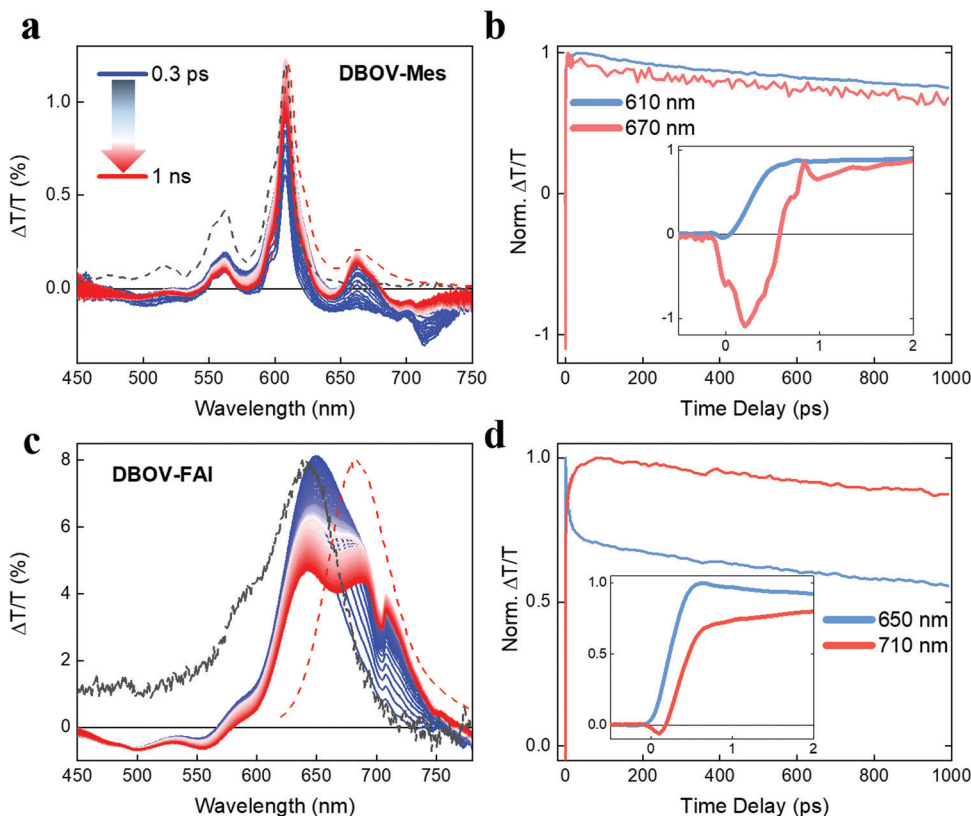 a
0.3 ps
1 ns
DBOV-Mes
ΔT/T (%)
1.0
0.5
0.0
450 500 550 600 650 700 750
Wavelength (nm)
b
Norm. ΔT/T
1
0
-1
610 nm
670 nm
1
0
-1
0 1 2
0 200 400 600 800 1000
Time Delay (ps)
c
DBOV-FAI
ΔT/T (%)
8
6
4
2
0
450 500 550 600 650 700 750
Wavelength (nm)
d
Norm. ΔT/T
1.0
0.5
0.0
650 nm
710 nm
1.0
0.5
0.0
0 1 2
0 200 400 600 800 1000
Time Delay (ps)